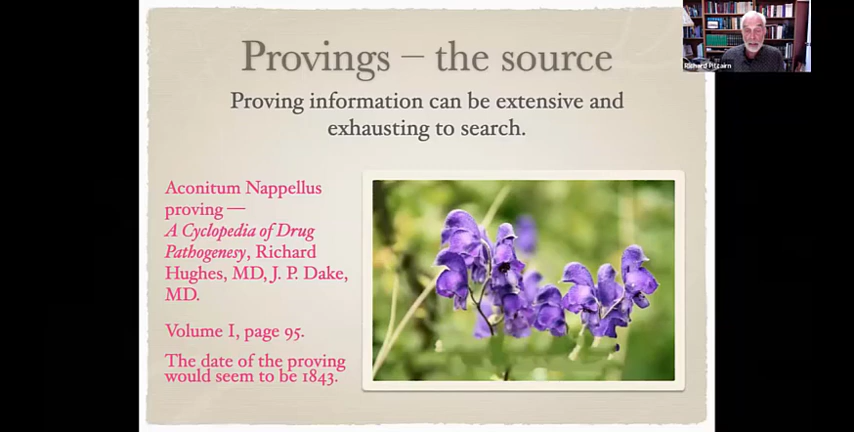 Provings – the source
Proving information can be extensive and
exhausting to search.
Aconitum Nappellus
proving —
A Cyclopedia of Drug
Pathogenesy, Richard
Hughes, MD, J. P. Dake,
MD.
Volume I, page 95.
The date of the proving
would seem to be 1843.
Richard Pitcairn